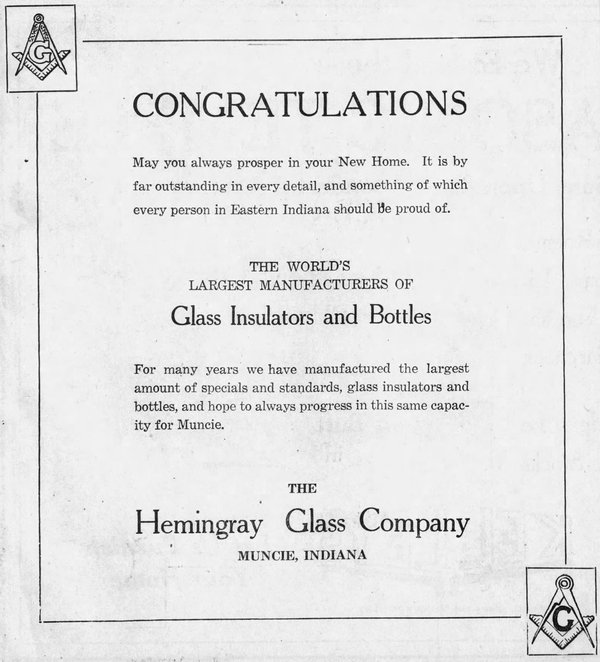 G
CONGRATULATIONS
May you always prosper in your New Home. It is by
far outstanding in every detail, and something of which
every person in Eastern Indiana should be proud of.
THE WORLD'S
LARGEST MANUFACTURERS OF
Glass Insulators and Bottles
For many years we have manufactured the largest
amount of specials and standards, glass insulators and
bottles, and hope to always progress in this same capac-
ity for Muncie.
THE
Hemingray Glass Company
MUNCIE, INDIANA
G